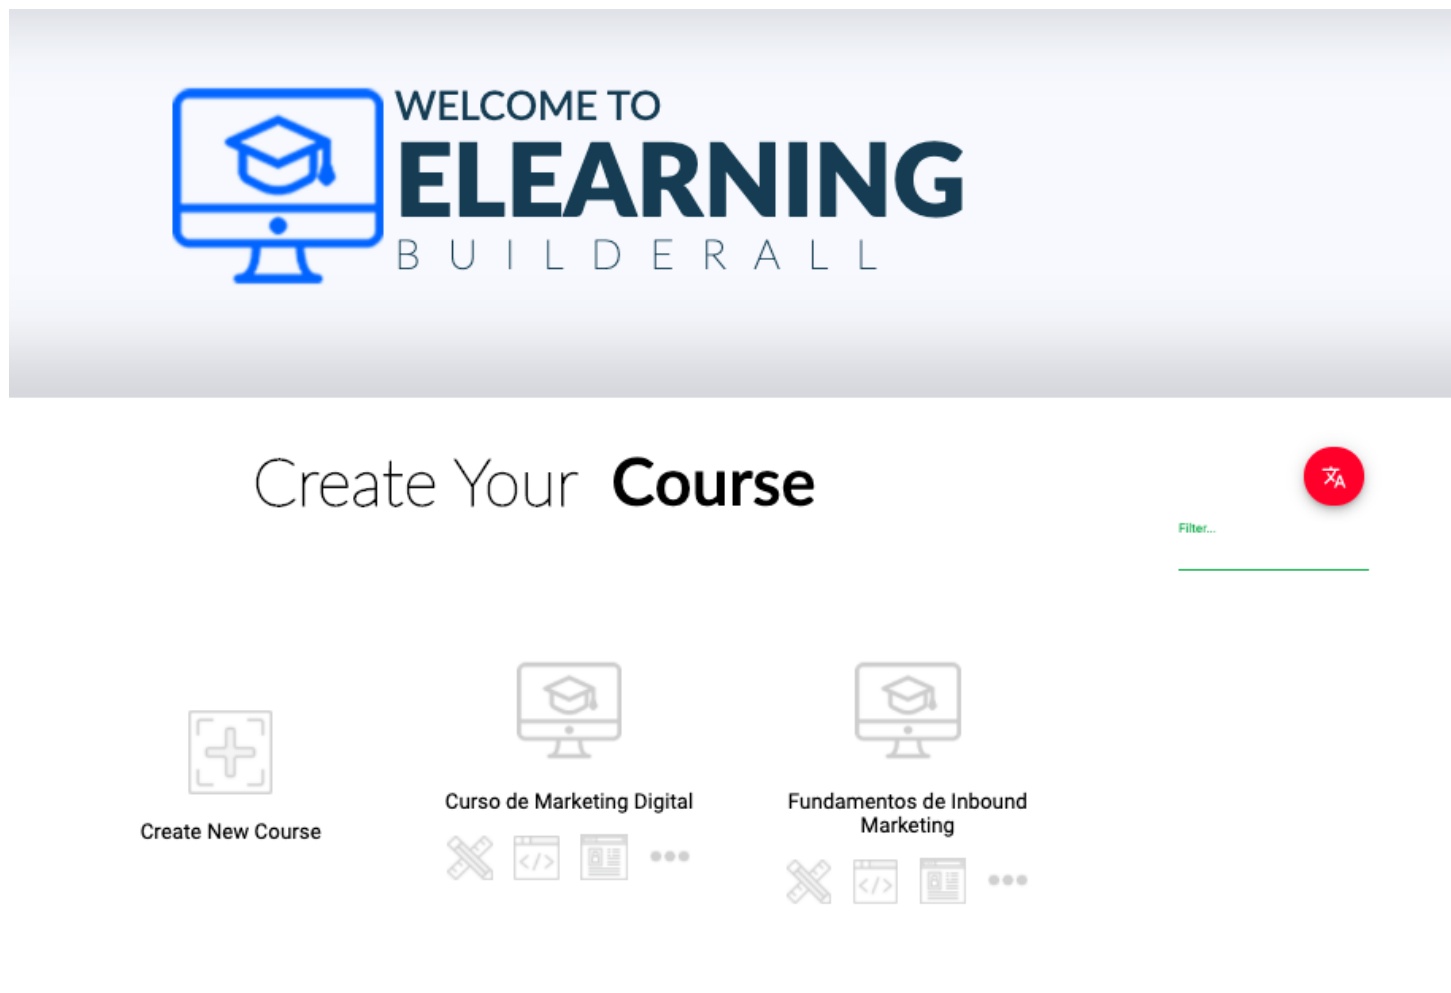 WELCOME TO
ELEARNING
BUILDERALL
Create Your Course
Filter...
Create New Course
Curso de Marketing Digital
Fundamentos de Inbound
Marketing